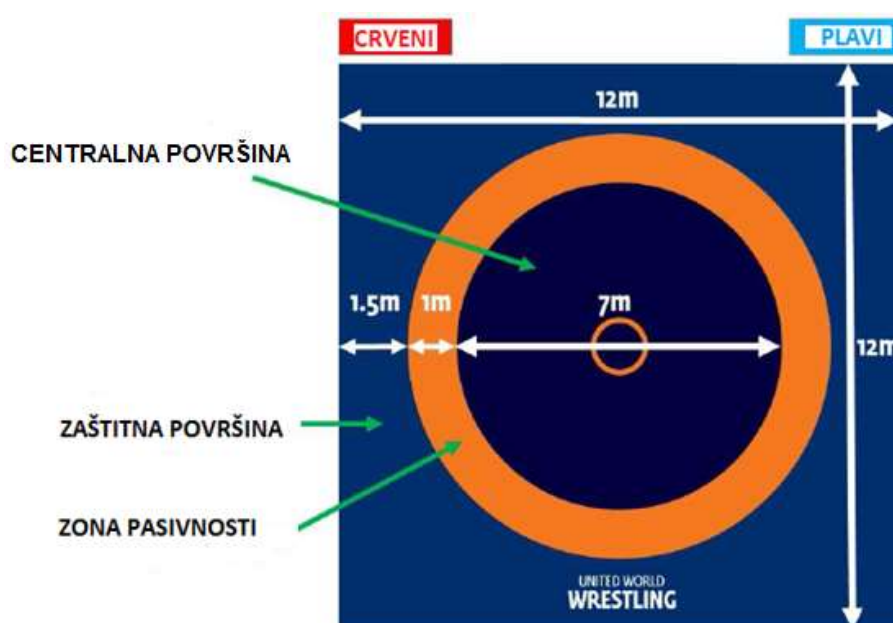 CRVENI
PLAVI
12m
CENTRALNA POVRŠINA
1.5m
1m
7m
12m
ZAŠTITNA POVRŠINA
ZONA PASIVNOSTI
UNITED WORLD
WRESTLING